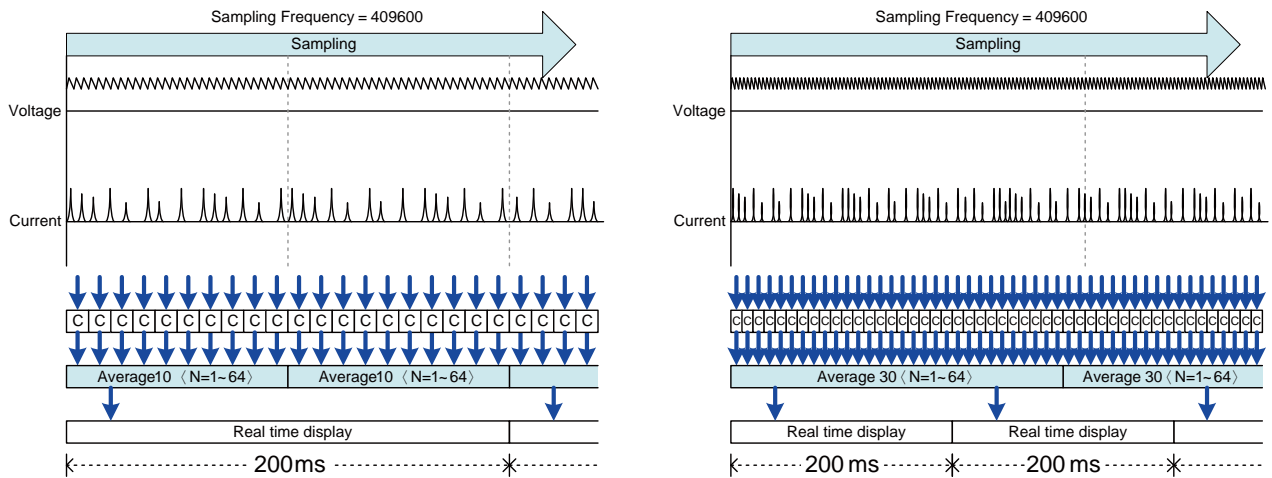 Sampling Frequency = 409600
Sampling
Voltage
Current
C C C C C C C C C C C C C C C C C C C C C C C C
Average10〈N=1~64〉 Average10〈N=1~64〉
Real time display
200ms
Sampling Frequency = 409600
Sampling
Voltage
Current
C C C C C C C C C C C C C C C C C C C C C C C C C C C C C C C C C C C C C C C C C C C C C C C C
Average 30〈N=1~64〉 Average 30〈N=1~64〉
Real time display Real time display
200 ms 200 ms